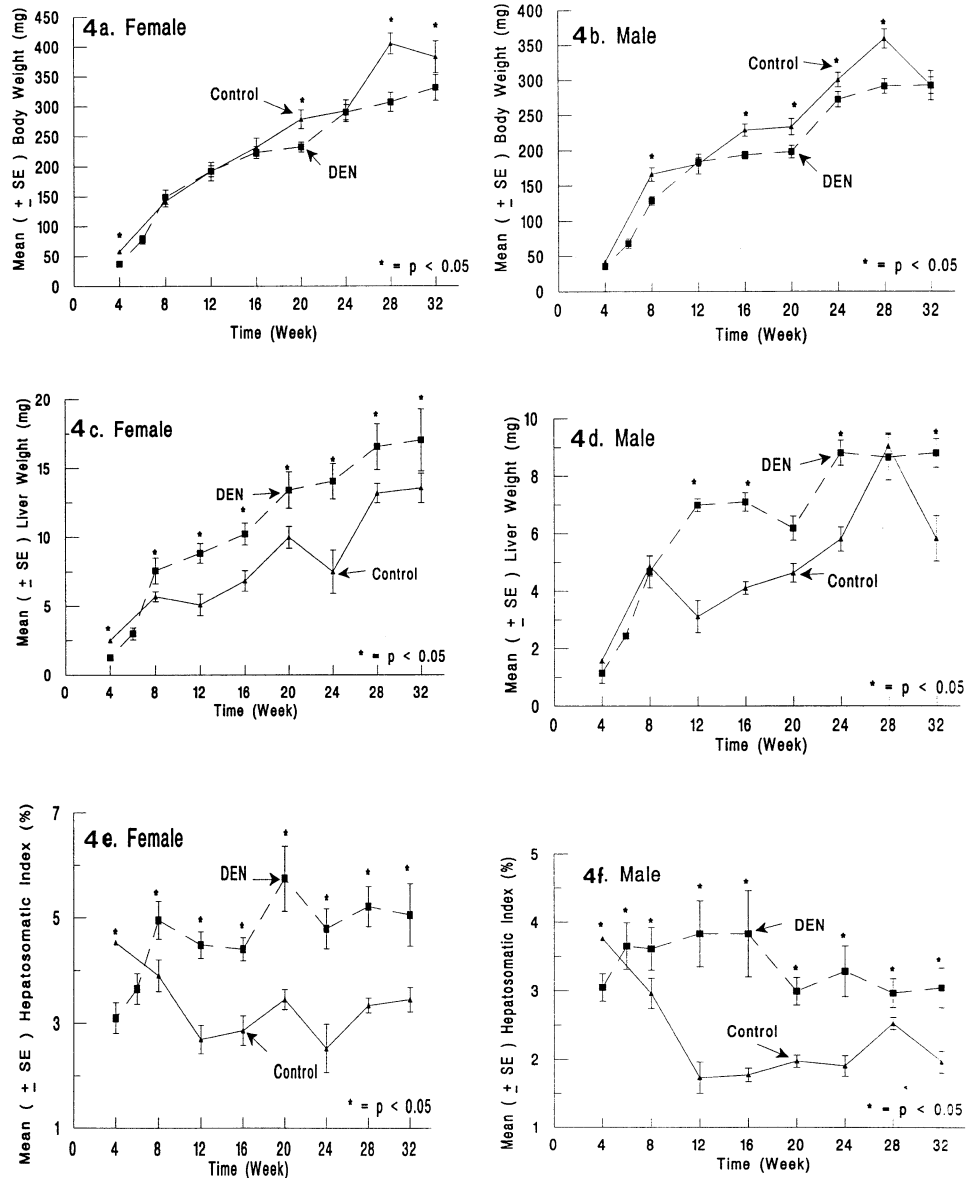 4a. Female
Mean ( ± SE ) Body Weight (mg)
450
400
350
300
250
200
150
100
50
0
*
*
*
*
Control
DEN
* = p < 0.05
0 4 8 12 16 20 24 28 32
Time (Week)
4b. Male
Mean ( ± SE ) Body Weight (mg)
400
350
300
250
200
150
100
50
0
*
*
*
*
*
Control
DEN
* = p < 0.05
0 4 8 12 16 20 24 28 32
Time (Week)
4c. Female
Mean ( ± SE ) Liver Weight (mg)
20
15
10
5
0
*
*
*
*
*
*
*
*
DEN
Control
* = p < 0.05
0 4 8 12 16 20 24 28 32
Time (Week)
4d. Male
Mean ( ± SE ) Liver Weight (mg)
10
8
6
4
2
0
*
*
*
*
DEN
Control
* = p < 0.05
0 4 8 12 16 20 24 28 32
Time (Week)
4e. Female
Mean ( ± SE ) Hepatosomatic Index (%)
7
5
3
1
*
*
*
*
*
*
*
*
DEN
Control
* = p < 0.05
0 4 8 12 16 20 24 28 32
Time (Week)
4f. Male
Mean ( ± SE ) Hepatosomatic Index (%)
5
4
3
2
1
*
*
*
*
*
*
*
*
*
DEN
Control
* = p < 0.05
0 4 8 12 16 20 24 28 32
Time (Week)